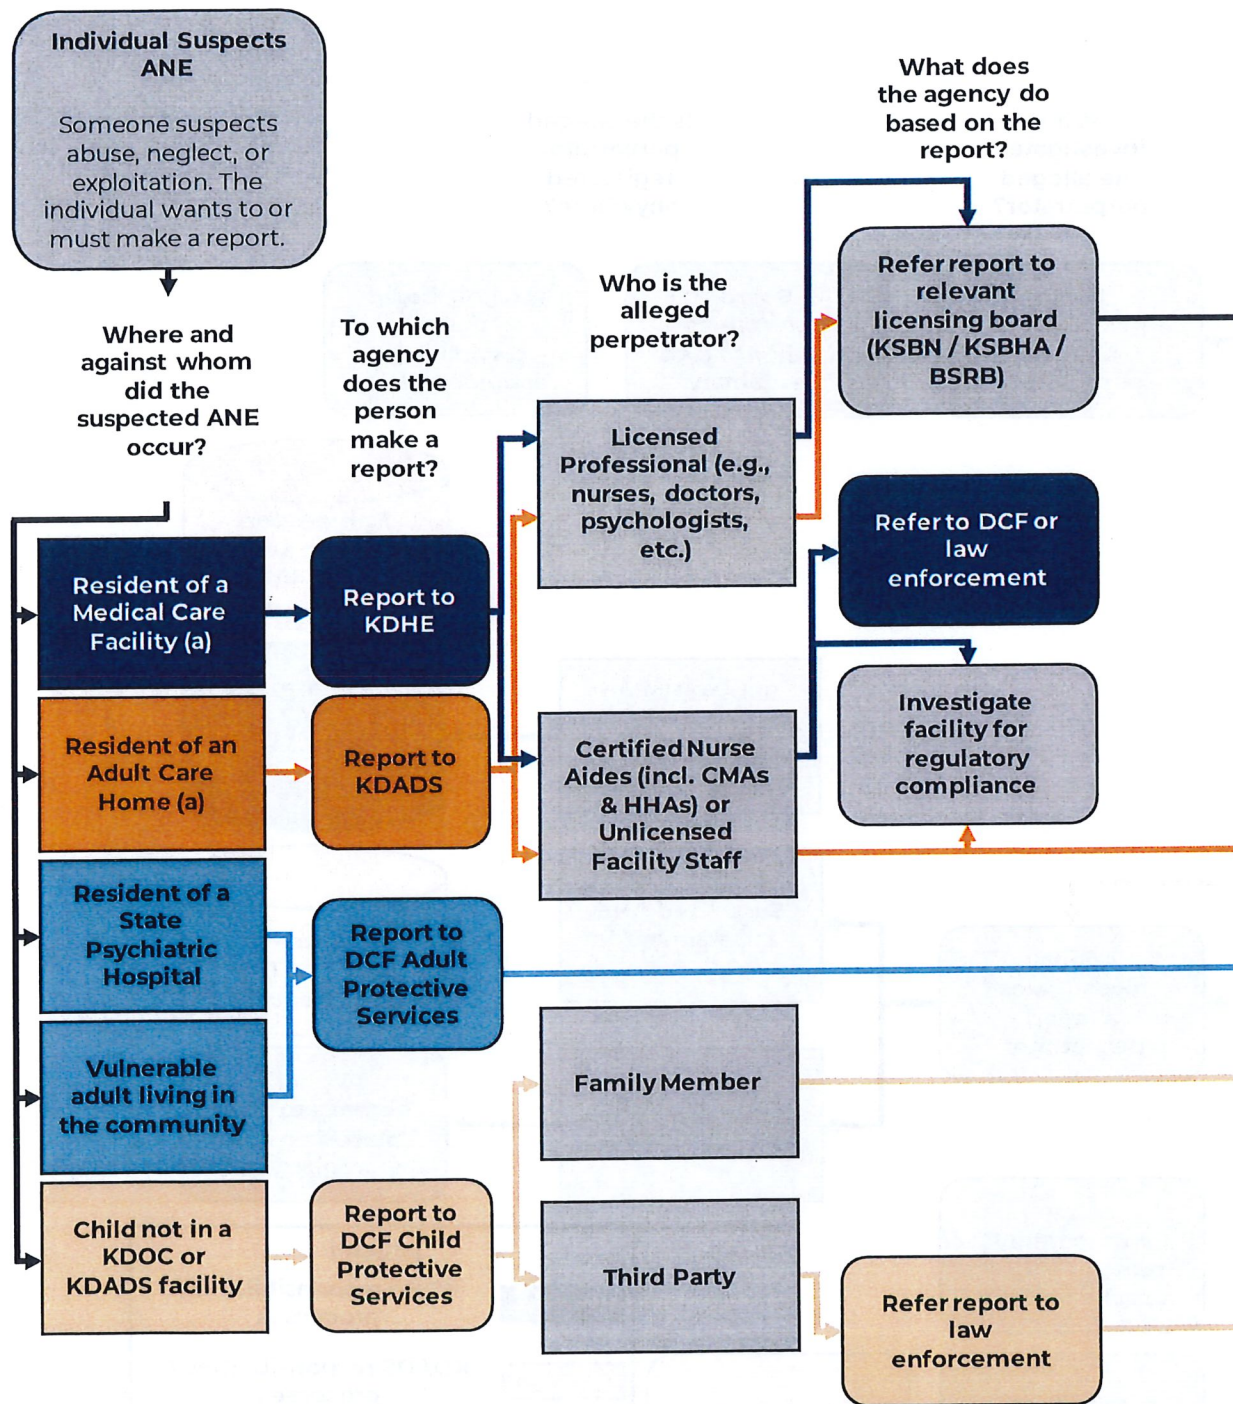 Individual Suspects
ANE
Someone suspects
abuse, neglect, or
exploitation. The
individual wants to or
must make a report.
Where and
against whom
did the
suspected ANE
occur?
To which
agency
does the
person
make a
report?
Who is the
alleged
perpetrator?
What does
the agency do
based on the
report?
Resident of a
Medical Care
Facility (a)
Report to
KDHE
Licensed
Professional (e.g.,
nurses, doctors,
psychologists,
etc.)
Refer report to
relevant
licensing board
(KSBN / KSBHA /
BSRB)
Refer to DCF or
law
enforcement
Resident of an
Adult Care
Home (a)
Report to
KDADS
Certified Nurse
Aides (incl. CMAs
& HHAs) or
Unlicensed
Facility Staff
Investigate
facility for
regulatory
compliance
Resident of a
State
Psychiatric
Hospital
Vulnerable
adult living in
the community
Report to
DCF Adult
Protective
Services
Family Member
Child not in a
KDOC or
KDADS facility
Report to
DCF Child
Protective
Services
Third Party
Refer report to
law
enforcement